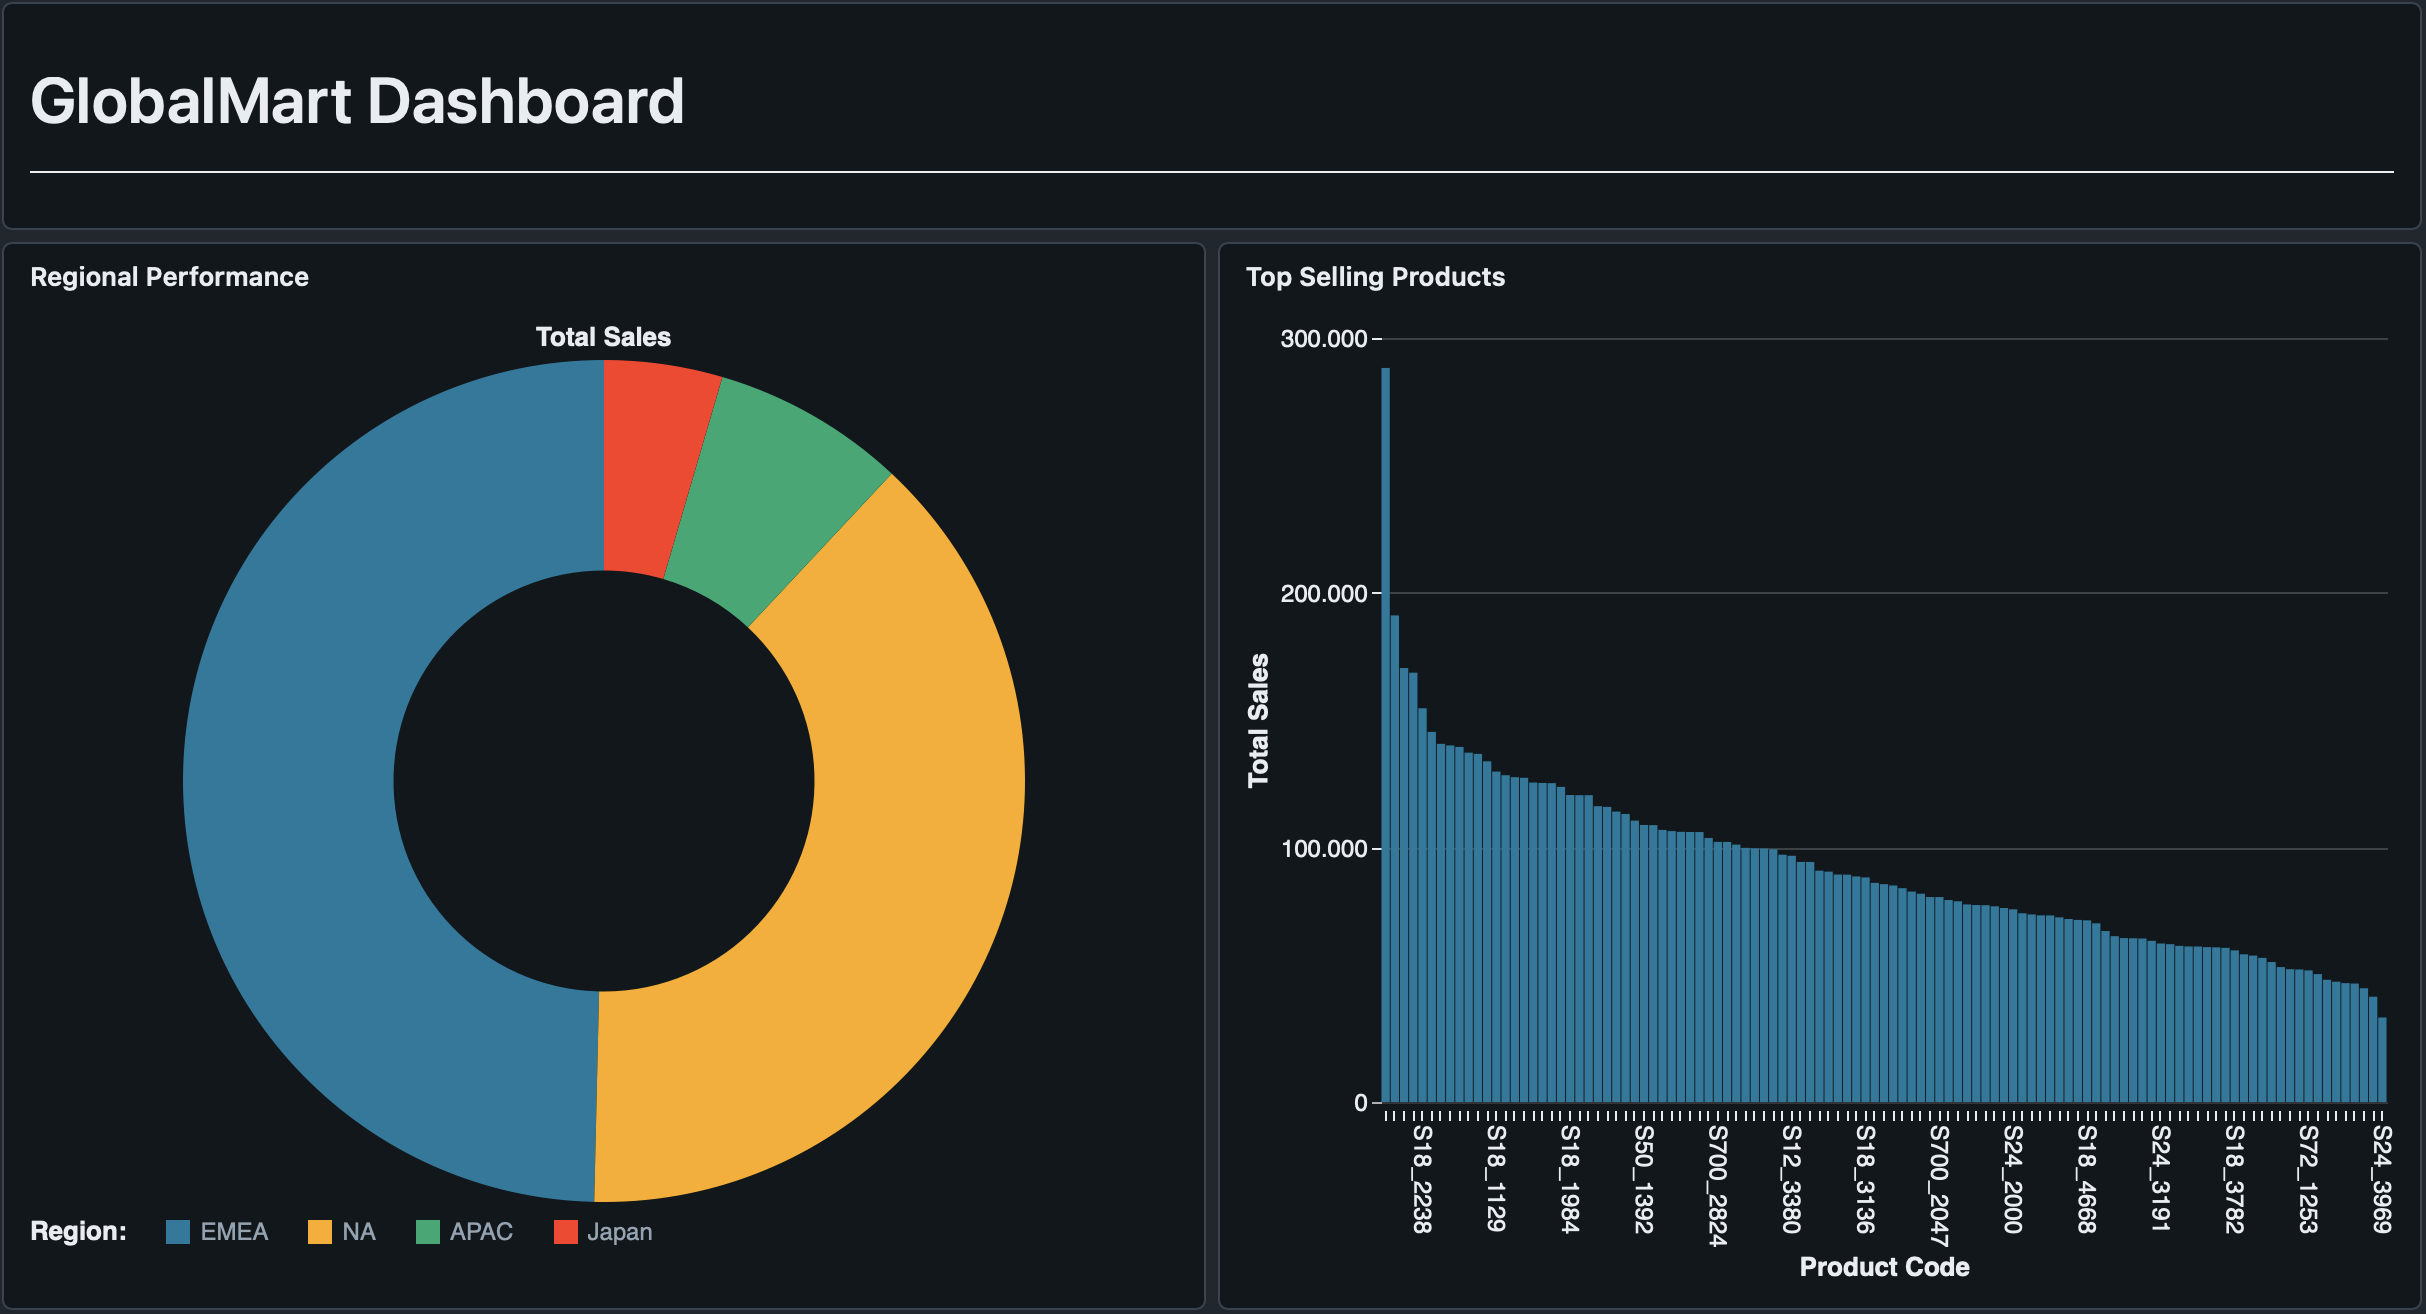 GlobalMart Dashboard
Regional Performance
Total Sales
Region:
EMEA
NA
APAC
Japan
Top Selling Products
Total Sales
300.000
200.000
100.000
0
S18_2238
S18_1129
S18_1984
S50_1392
S700_2824
S12_3380
S18_3136
S700_2047
S24_2000
S18_4668
S24_3191
S18_3782
S72_1253
S24_3969
Product Code